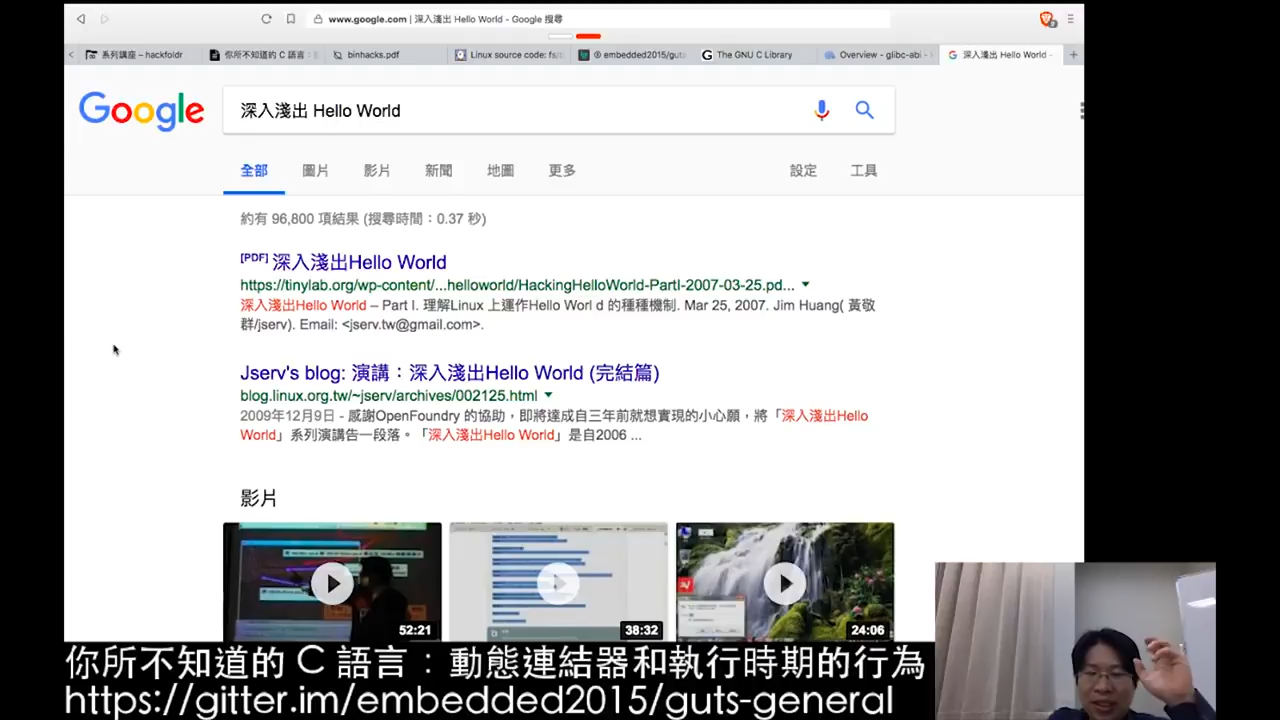 www.google.com | 深入淺出 Hello World - Google 搜尋
系列講座 – hackfoldr
你所不知道的 C 語言：
binhacks.pdf
Linux source code: fs/
embedded2015/guts
The GNU C Library
Overview - glibc-abi -
深入淺出 Hello World -
Google
深入淺出 Hello World
全部 圖片 影片 新聞 地圖 更多 設定 工具
約有 96,800 項結果 (搜尋時間：0.37 秒)
[PDF] 深入淺出Hello World
https://tinylab.org/wp-content/...helloworld/HackingHelloWorld-PartI-2007-03-25.pd...
深入淺出Hello World – Part I. 理解Linux 上運作Hello Worl d 的種種機制. Mar 25, 2007. Jim Huang( 黃敬
群/jserv). Email: <jserv.tw@gmail.com>.
Jserv's blog: 演講：深入淺出Hello World (完結篇)
blog.linux.org.tw/~jserv/archives/002125.html
2009年12月9日 - 感謝OpenFoundry 的協助，即將達成自三年前就想實現的小心願，將「深入淺出Hello
World」系列演講告一段落。「深入淺出Hello World」是自2006 ...
影片
52:21
38:32
24:06
你所不知道的 C 語言：動態連結器和執行時期的行為
https://gitter.im/embedded2015/guts-general